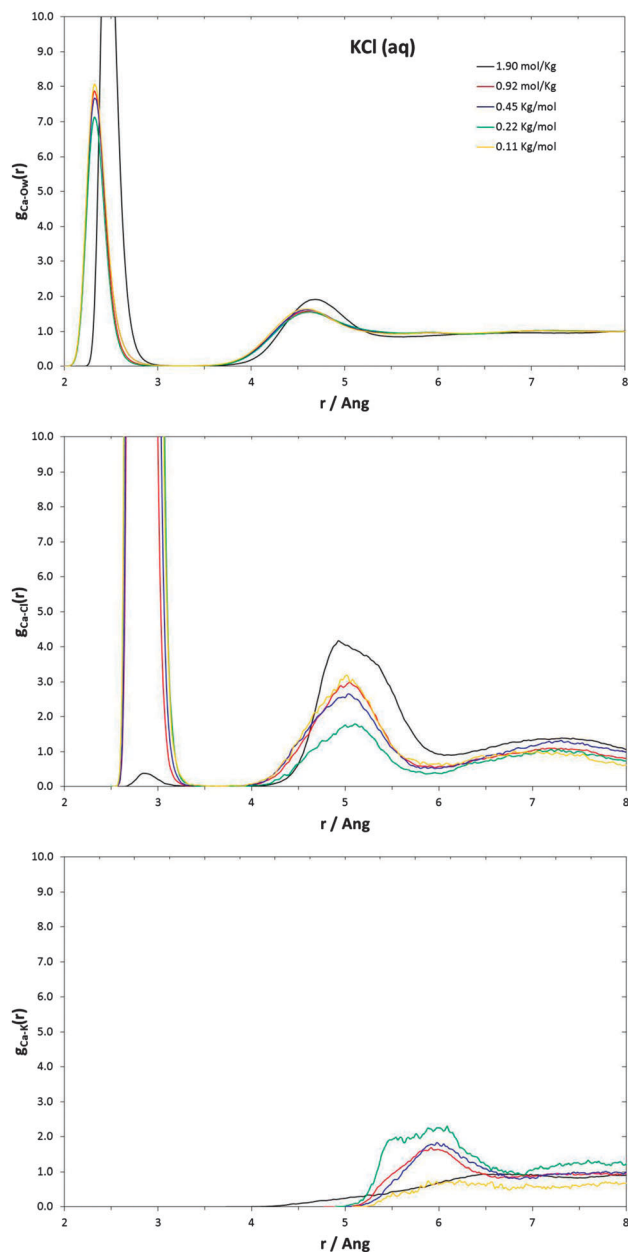 KCl (aq)
1.90 mol/Kg
0.92 mol/Kg
0.45 Kg/mol
0.22 Kg/mol
0.11 Kg/mol
10.0
9.0
8.0
7.0
6.0
5.0
4.0
3.0
2.0
1.0
0.0
gCa-Ow(r)
2 3 4 5 6 7 8
r / Ang
10.0
9.0
8.0
7.0
6.0
5.0
4.0
3.0
2.0
1.0
0.0
gCa-Cl(r)
2 3 4 5 6 7 8
r / Ang
10.0
9.0
8.0
7.0
6.0
5.0
4.0
3.0
2.0
1.0
0.0
gCa-K(r)
2 3 4 5 6 7 8
r / Ang